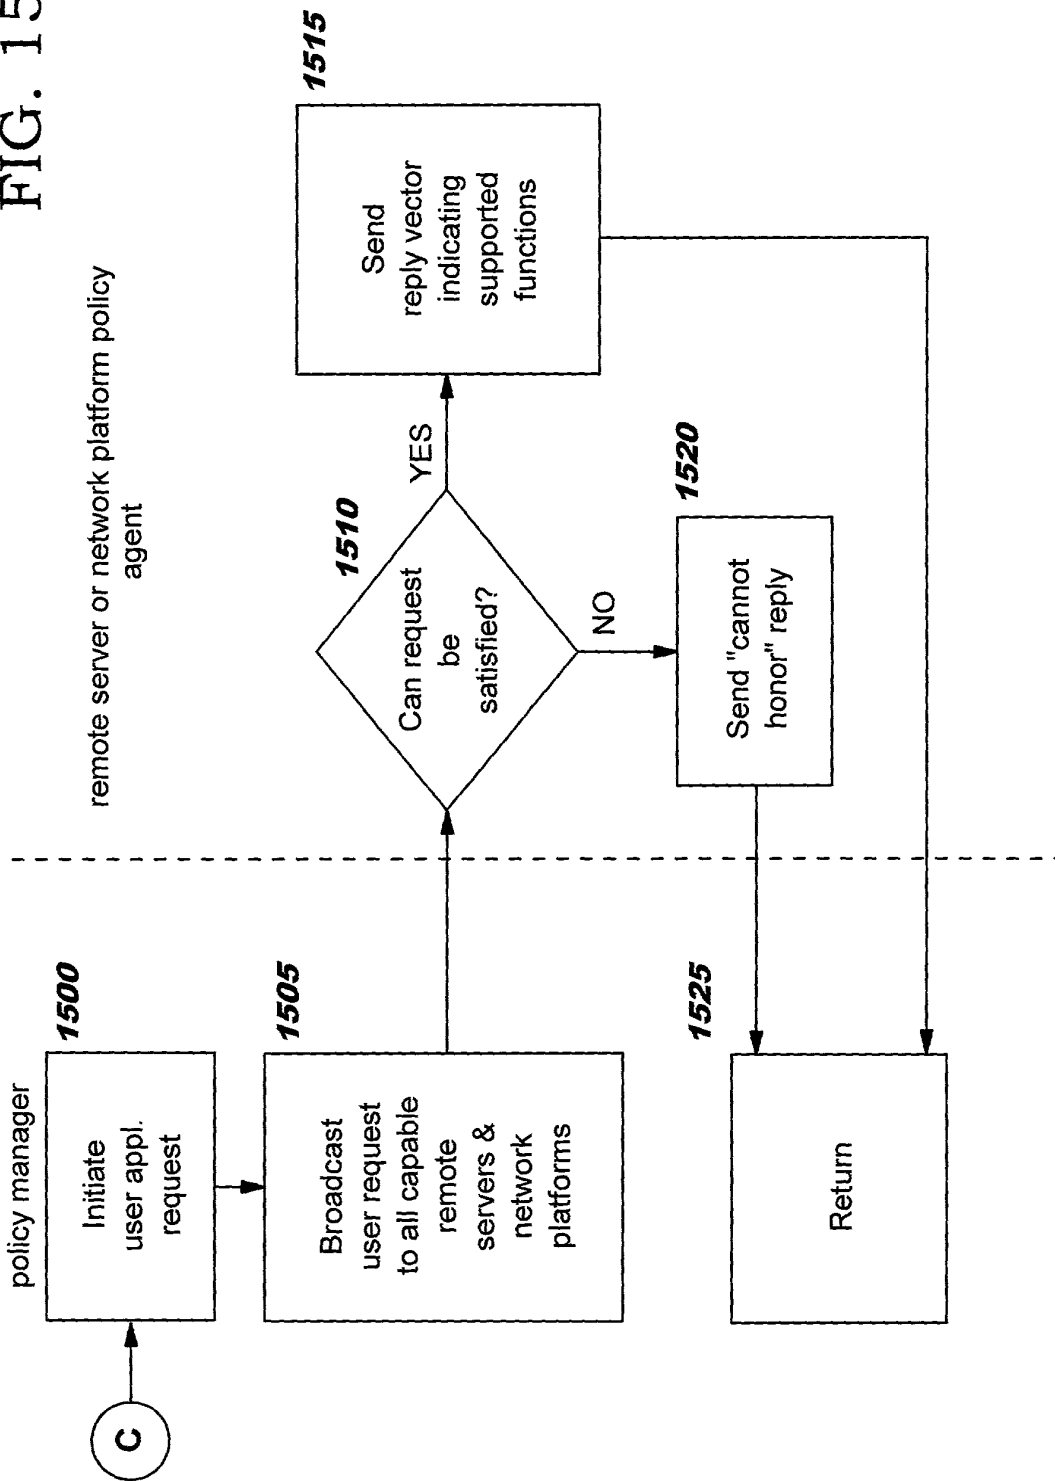 FIG. 15
policy manager
remote server or network platform policy
agent
C
1500
Initiate
user appl.
request
1505
Broadcast
user request
to all capable
remote
servers &
network
platforms
1510
Can request
be
satisfied?
YES
NO
1515
Send
reply vector
indicating
supported
functions
1520
Send "cannot
honor" reply
1525
Return